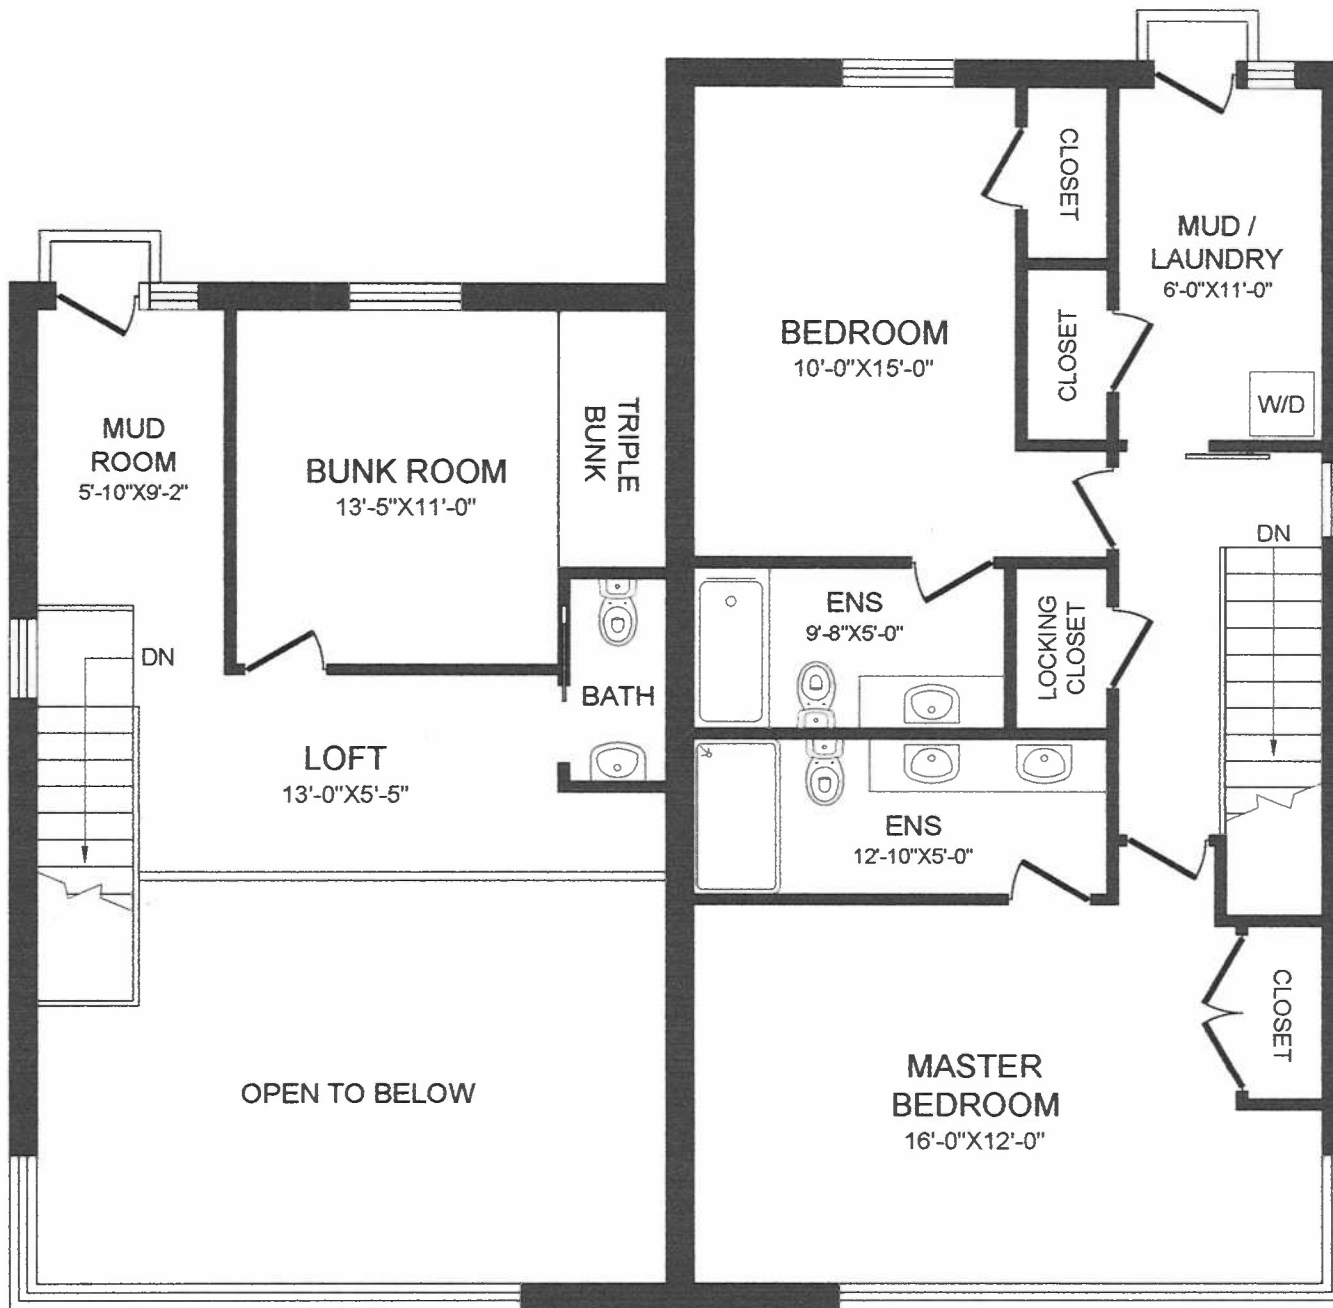 CLOSET
MUD /
LAUNDRY
6'-0"X11'-0"
BEDROOM
10'-0"X15'-0"
CLOSET
W/D
MUD
ROOM
5'-10"X9'-2"
BUNK ROOM
13'-5"X11'-0"
TRIPLE
BUNK
DN
ENS
9'-8"X5'-0"
LOCKING
CLOSET
DN
BATH
LOFT
13'-0"X5'-5"
ENS
12'-10"X5'-0"
CLOSET
OPEN TO BELOW
MASTER
BEDROOM
16'-0"X12'-0"